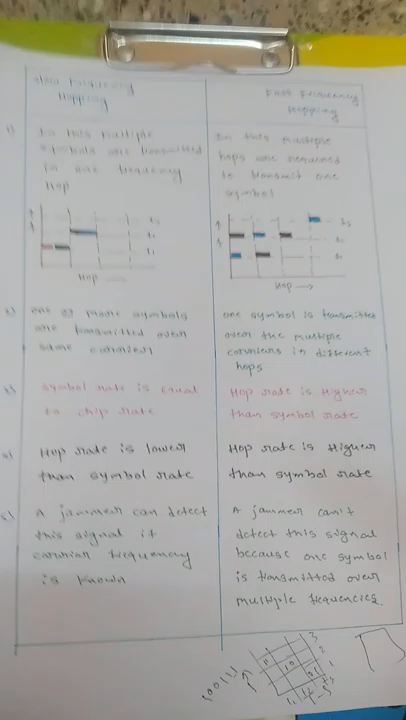 Slow Frequency
Hopping
Fast Frequency
Hopping
1)
In this multiple
symbols are transmitted
in one frequency
Hop
In this multiple
hops are required
to transmit one
symbol
Hop
Hop
2)
one or more symbols
are transmitted over
same carrier
one symbol is transmitted
over the multiple
carriers in different
hops
3)
symbol rate is equal
to chip rate
Hop rate is Higher
than symbol rate
4)
Hop rate is lower
than symbol rate
Hop rate is Higher
than symbol rate
5)
A jammer can detect
this signal if
carrier frequency
is known
A jammer can't
detect this signal
because one symbol
is transmitted over
multiple frequencies.